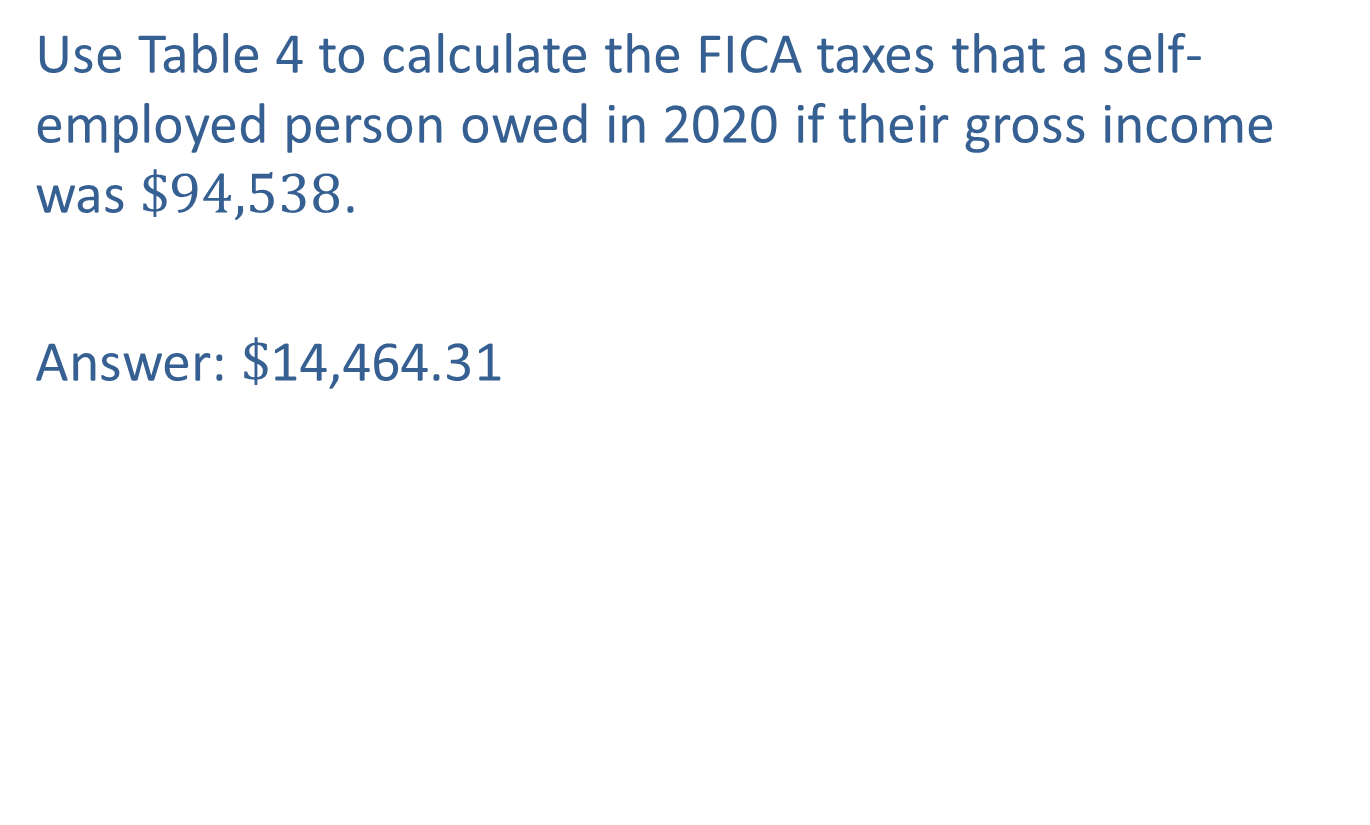 Use Table 4 to calculate the FICA taxes that a self-
employed person owed in 2020 if their gross income
was $94,538.
Answer: $14,464.31